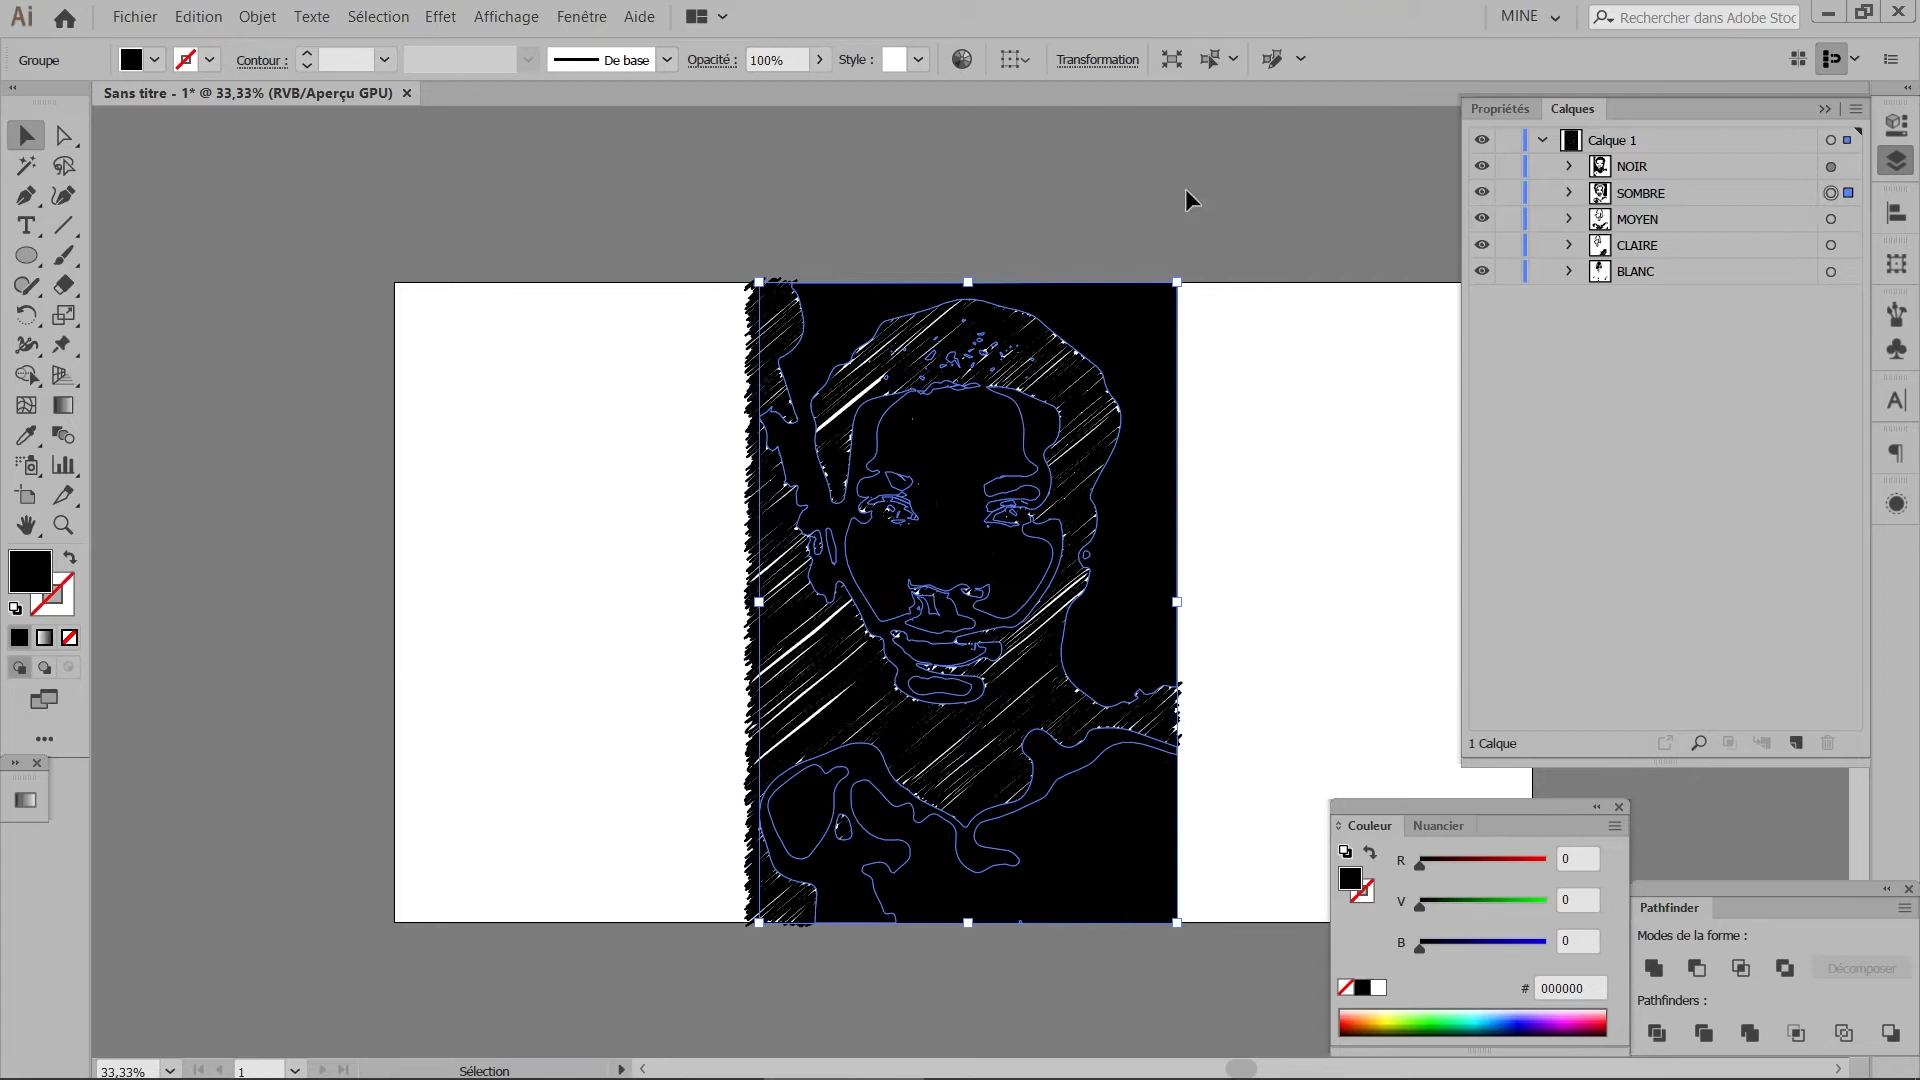 Ai
Fichier Edition Objet Texte Sélection Effet Affichage Fenêtre Aide
MINE
Rechercher dans Adobe Stoc
Groupe
Contour :
De base
Opacité : 100%
Style :
Transformation
Sans titre - 1* @ 33,33% (RVB/Aperçu GPU)
Propriétés Calques
Calque 1
NOIR
SOMBRE
MOYEN
CLAIRE
BLANC
1 Calque
Couleur Nuancier
R 0
V 0
B 0
# 000000
Pathfinder
Modes de la forme :
Décomposer
Pathfinders :
33,33% 1 Sélection